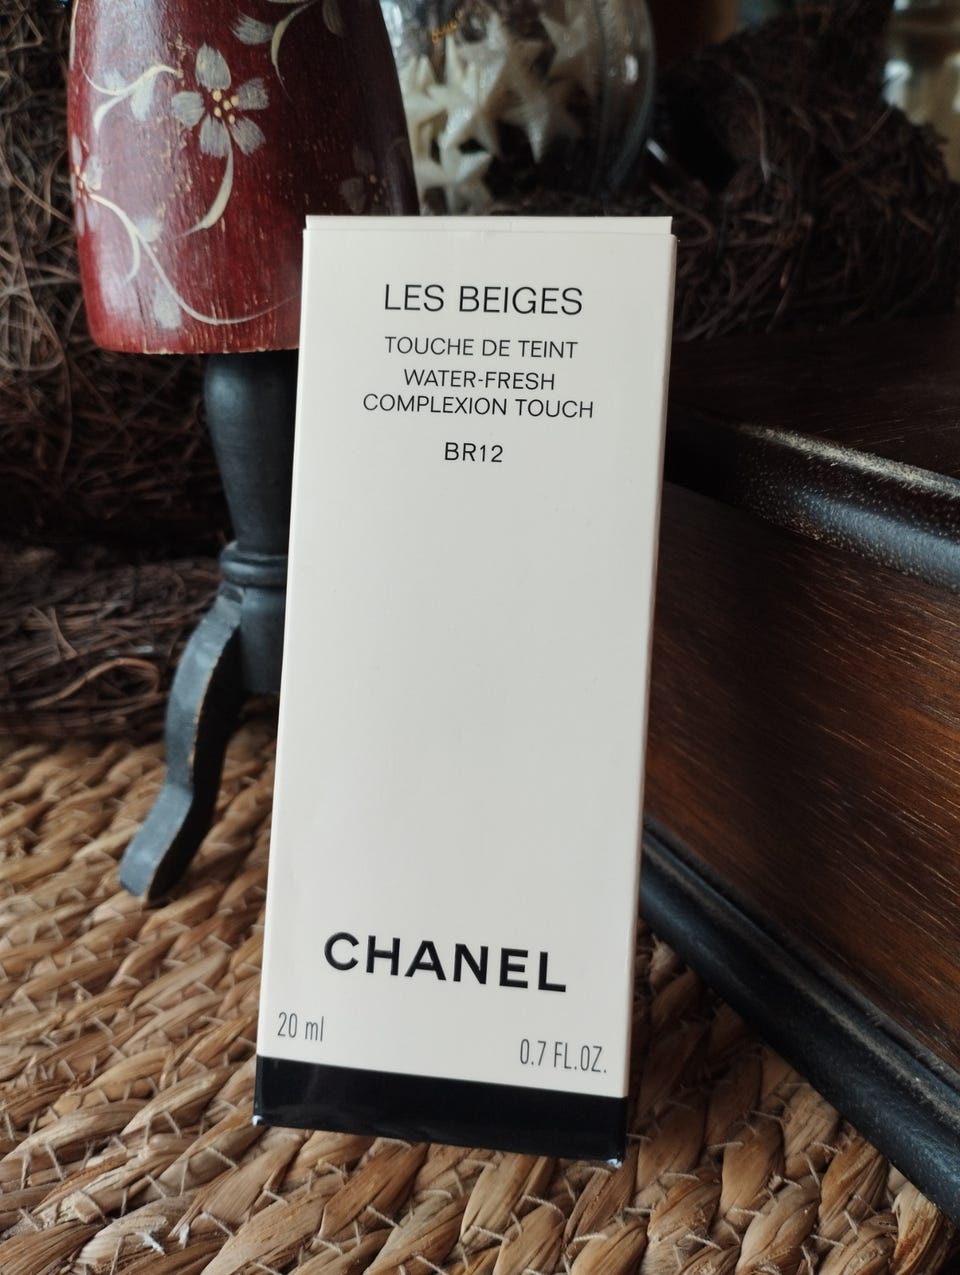 LES BEIGES
TOUCHE DE TEINT
WATER-FRESH
COMPLEXION TOUCH
BR12
CHANEL
20 ml
0.7 FL.OZ.